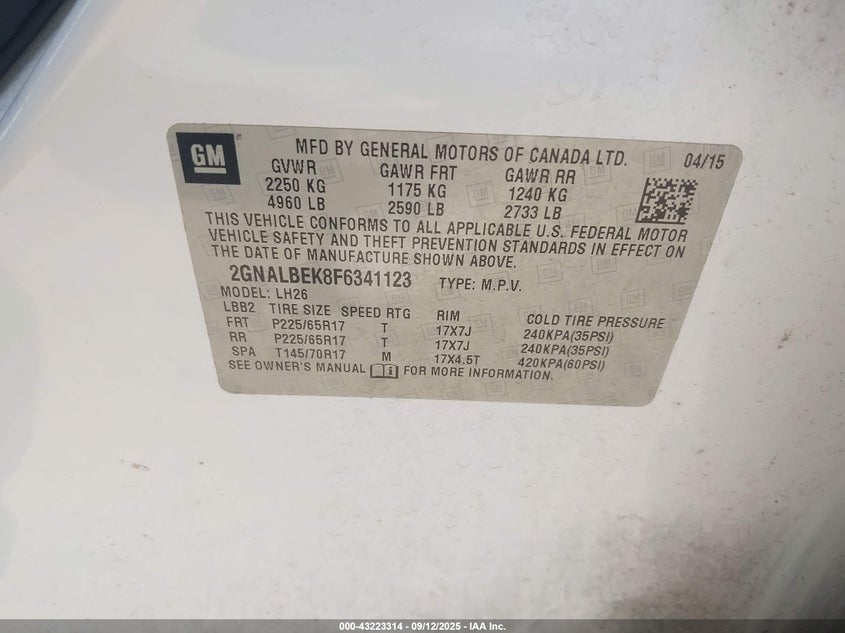 GM
MFD BY GENERAL MOTORS OF CANADA LTD. 04/15
GVWR GAWR FRT GAWR RR
2250 KG 1175 KG 1240 KG
4960 LB 2590 LB 2733 LB
THIS VEHICLE CONFORMS TO ALL APPLICABLE U.S. FEDERAL MOTOR
VEHICLE SAFETY AND THEFT PREVENTION STANDARDS IN EFFECT ON
THE DATE OF MANUFACTURE SHOWN ABOVE.
2GNALBEK8F6341123 TYPE: M.P.V.
MODEL: LH26
LBB2 TIRE SIZE SPEED RTG RIM COLD TIRE PRESSURE
FRT P225/65R17 T 17X7J 240KPA(35PSI)
RR P225/65R17 T 17X7J 240KPA(35PSI)
SPA T145/70R17 M 17X4.5T 420KPA(60PSI)
SEE OWNER'S MANUAL FOR MORE INFORMATION.
000-43223314 - 09/12/2025 - IAA Inc.